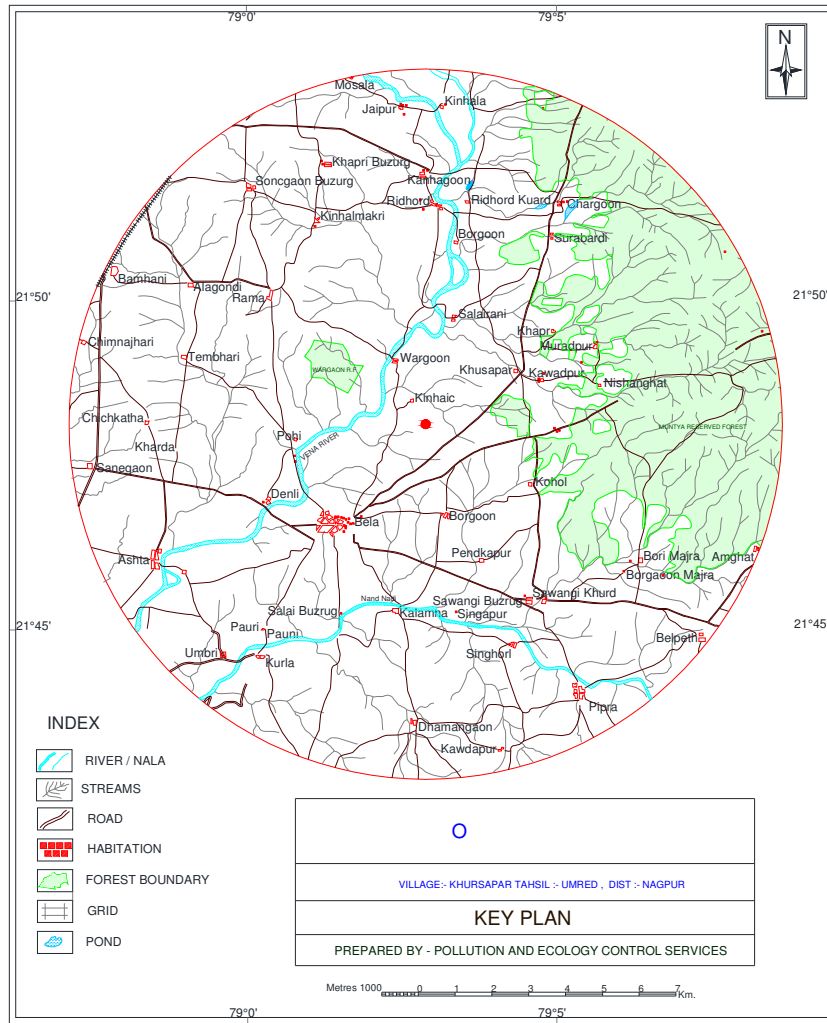 79°0' 79°5'
N
Mosala
Jaipur Kinhala
Khapri Buzurg
Kanhagoon
Soncgaon Buzurg
Ridhord Ridhord Kuard Chargoon
Kinhalmakri
Borgoon Surabardi
Bamhani
Alagondi
Rama
21°50' 21°50'
Salairani
Khapr
Chimnajhari Muradpur
Tembhari Wargoon
WARGAON R.F. Khusapar Kawadpur
Nishanghat
Kinhaic
Chichkatha
MUNTYA RESERVED FOREST
Pohi
Kharda VENA RIVER
Sanegaon
Kohol
Denli
Bela Borgoon
Ashta Pendkapur Bori Majra Amghat
Borgaon Majra
Nand Nadi Sawangi Buzrug Sawangi Khurd
Salai Buzrug Kalamha Singapur
21°45' 21°45'
Pauri Pauni
Belpeth
Umbri Singhorl
Kurla
Pipra
Dhamangaon
Kawdapur
INDEX
RIVER / NALA
STREAMS
ROAD
HABITATION
FOREST BOUNDARY
GRID
POND
O
VILLAGE:- KHURSAPAR TAHSIL :- UMRED , DIST :- NAGPUR
KEY PLAN
PREPARED BY - POLLUTION AND ECOLOGY CONTROL SERVICES
Metres 1000 0 1 2 3 4 5 6 7 Km.
79°0' 79°5'